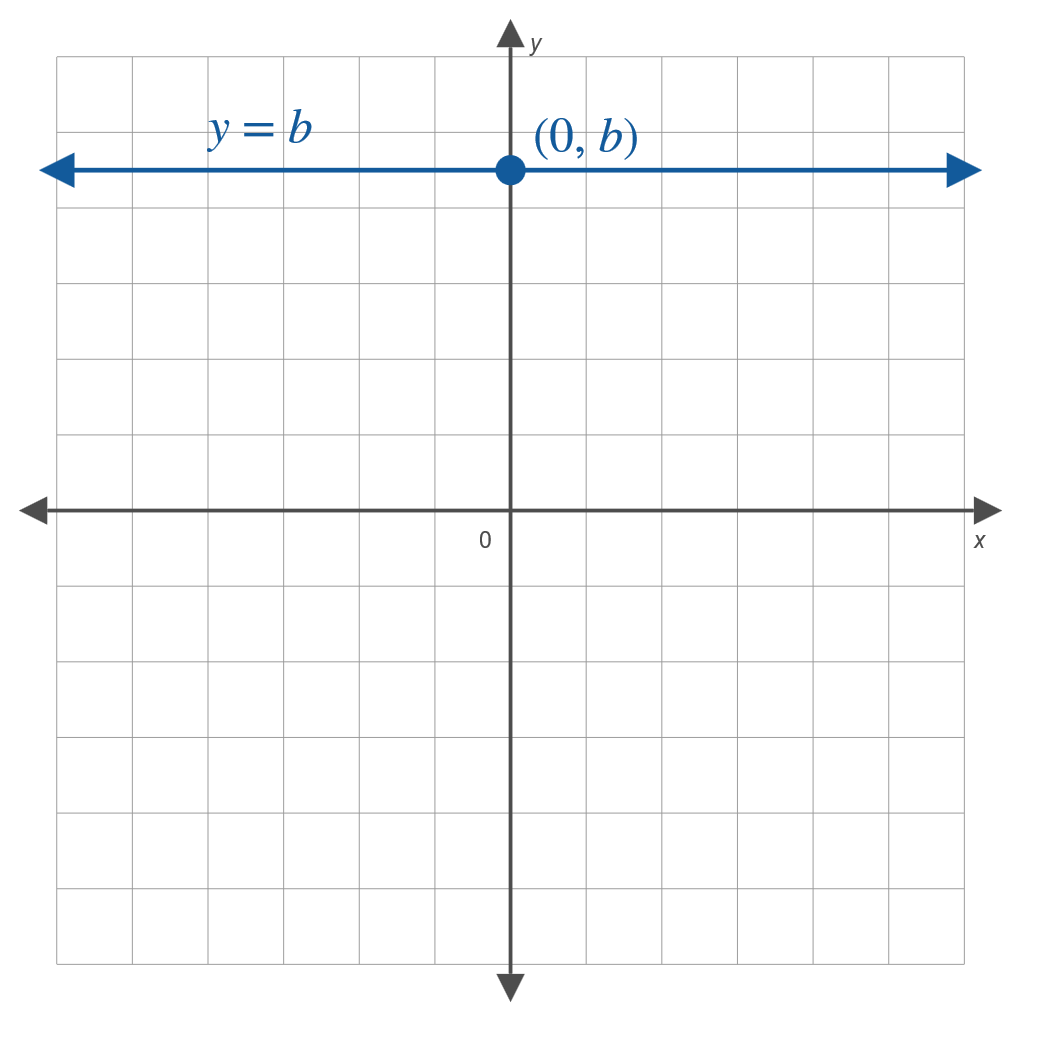 y
y = b
(0, b)
0
x